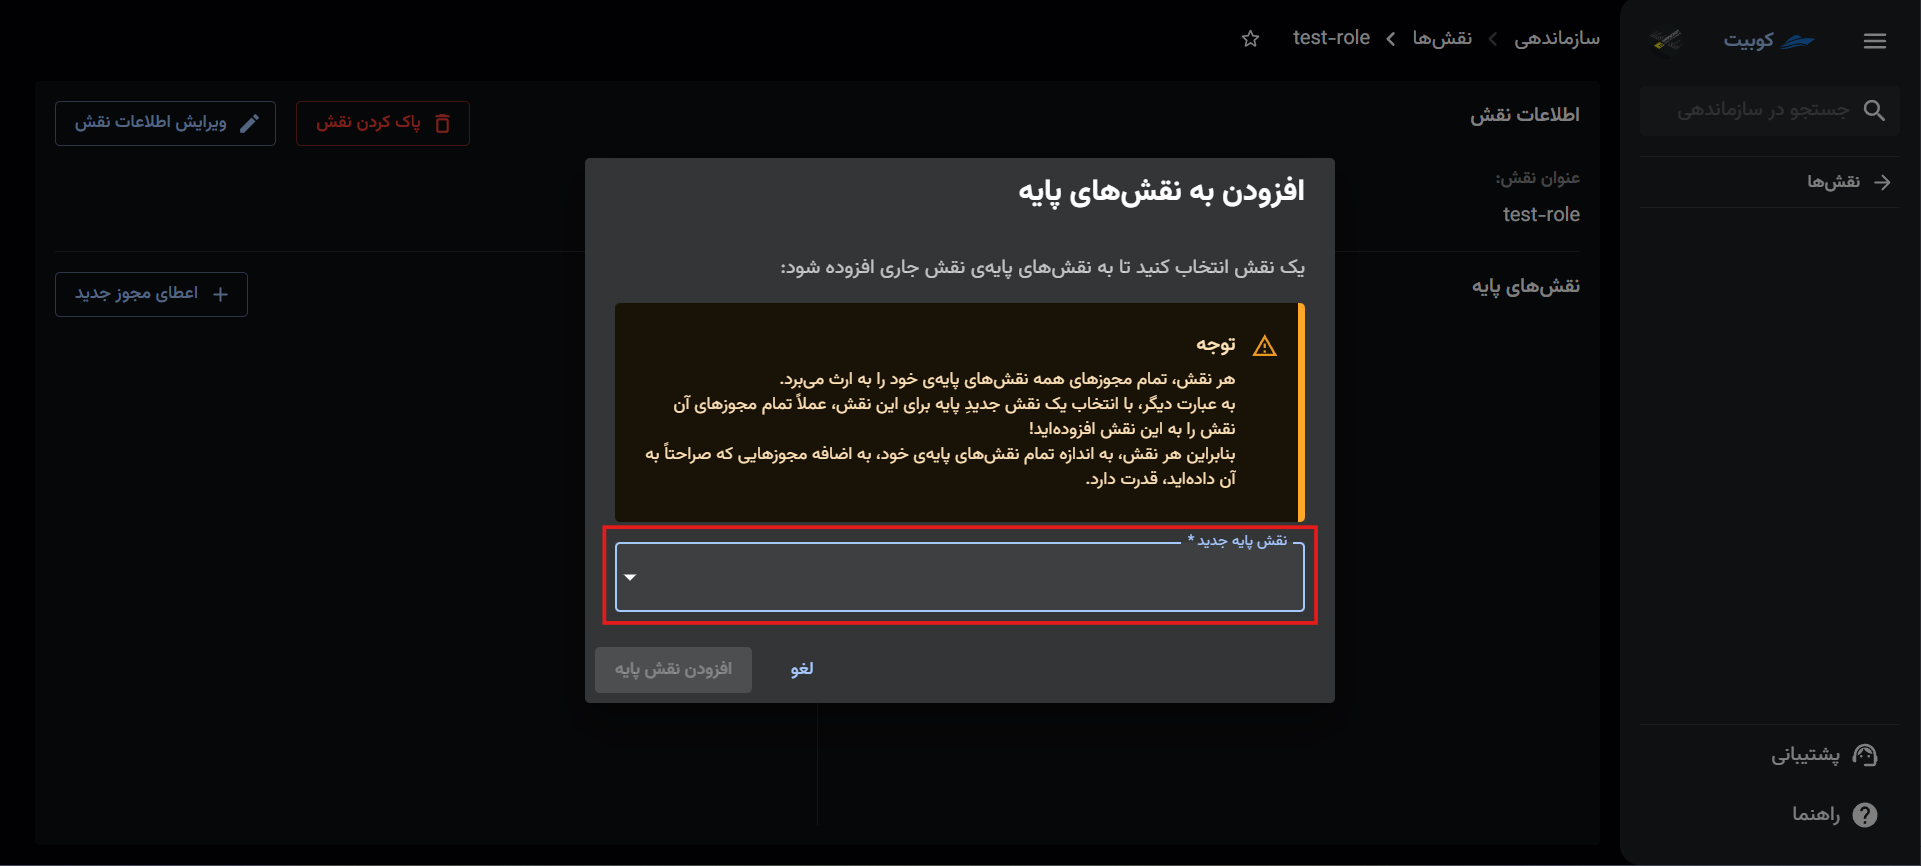 کوبیت
جستجو در سازماندهی
نقش‌ها
پشتیبانی
راهنما
سازماندهی
نقش‌ها
test-role
اطلاعات نقش
پاک کردن نقش
ویرایش اطلاعات نقش
عنوان نقش:
test-role
نقش‌های پایه
اعطای مجوز جدید
افزودن به نقش‌های پایه
یک نقش انتخاب کنید تا به نقش‌های پایه‌ی نقش جاری افزوده شود:
توجه
هر نقش، تمام مجوزهای همه نقش‌های پایه‌ی خود را به ارث می‌برد.
به عبارت دیگر، با انتخاب یک نقش جدیدِ پایه برای این نقش، عملاً تمام مجوزهای آن
نقش را به این نقش افزوده‌اید!
بنابراین هر نقش، به اندازه تمام نقش‌های پایه‌ی خود، به اضافه مجوزهایی که صراحتاً به
آن داده‌اید، قدرت دارد.
نقش پایه جدید *
لغو
افزودن نقش پایه